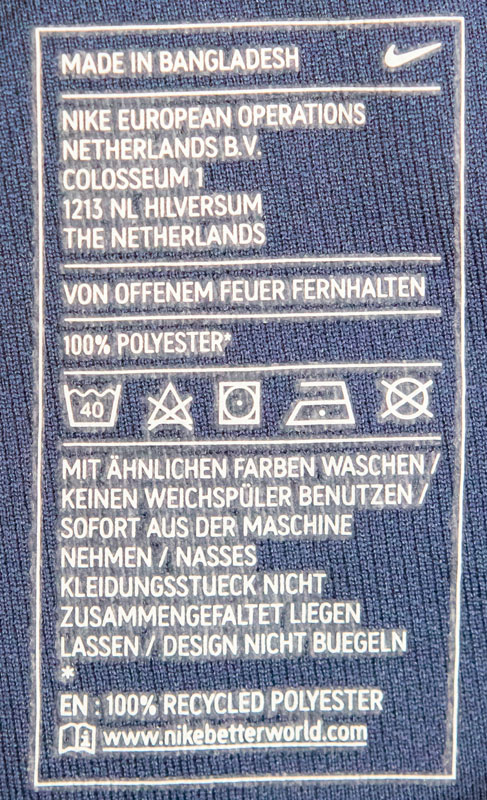 MADE IN BANGLADESH
NIKE EUROPEAN OPERATIONS
NETHERLANDS B.V.
COLOSSEUM 1
1213 NL HILVERSUM
THE NETHERLANDS
VON OFFENEM FEUER FERNHALTEN
100% POLYESTER*
40
MIT ÄHNLICHEN FARBEN WASCHEN /
KEINEN WEICHSPÜLER BENUTZEN /
SOFORT AUS DER MASCHINE
NEHMEN / NASSES
KLEIDUNGSSTUECK NICHT
ZUSAMMENGEFALTET LIEGEN
LASSEN / DESIGN NICHT BUEGELN
*
EN : 100% RECYCLED POLYESTER
www.nikebetterworld.com